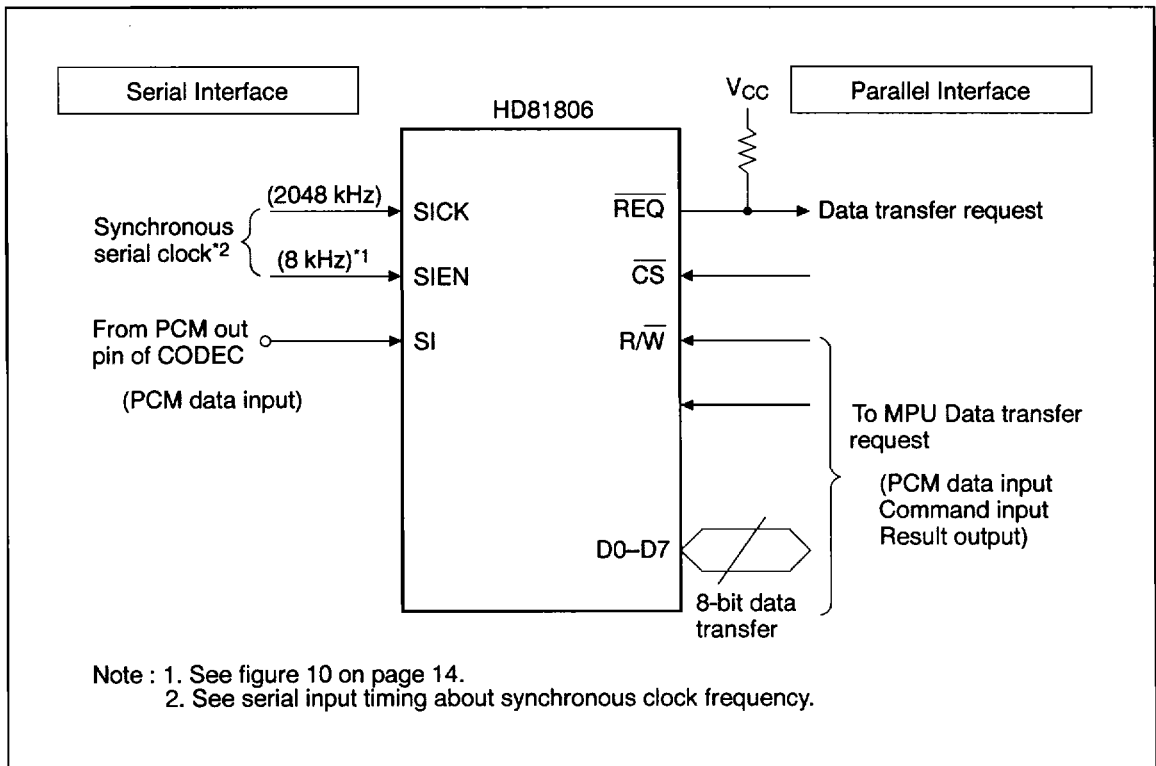 Serial Interface
Parallel Interface
HD81806
VCC
(2048 kHz)
SICK
Synchronous
serial clock*2
(8 kHz)*1
SIEN
From PCM out
pin of CODEC
SI
(PCM data input)
R̅E̅Q̅
Data transfer request
C̅S̅
R/W̅
To MPU Data transfer
request
(PCM data input
Command input
Result output)
D0–D7
8-bit data
transfer
Note : 1. See figure 10 on page 14.
2. See serial input timing about synchronous clock frequency.